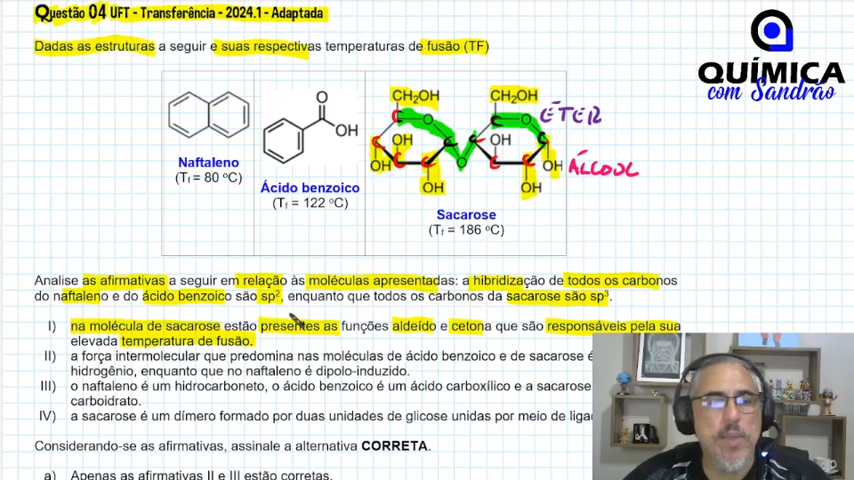 Questão 04 UFT - Transferência - 2024.1 - Adaptada
Dadas as estruturas a seguir e suas respectivas temperaturas de fusão (TF)
QUÍMICA
com Sandrão
O
OH
Naftaleno
(Tf = 80 ºC)
Ácido benzoico
(Tf = 122 ºC)
CH2OH CH2OH
C O C O ÉTER
C OH C C OH C
OH C C O C C OH ÁLCOOL
OH OH
Sacarose
(Tf = 186 ºC)
Analise as afirmativas a seguir em relação às moléculas apresentadas: a hibridização de todos os carbonos
do naftaleno e do ácido benzoico são sp², enquanto que todos os carbonos da sacarose são sp³.
I) na molécula de sacarose estão presentes as funções aldeído e cetona que são responsáveis pela sua
elevada temperatura de fusão.
II) a força intermolecular que predomina nas moléculas de ácido benzoico e de sacarose é
hidrogênio, enquanto que no naftaleno é dipolo-induzido.
III) o naftaleno é um hidrocarboneto, o ácido benzoico é um ácido carboxílico e a sacarose
carboidrato.
IV) a sacarose é um dímero formado por duas unidades de glicose unidas por meio de
Considerando-se as afirmativas, assinale a alternativa CORRETA.
a) Apenas as afirmativas II e III estão corretas.